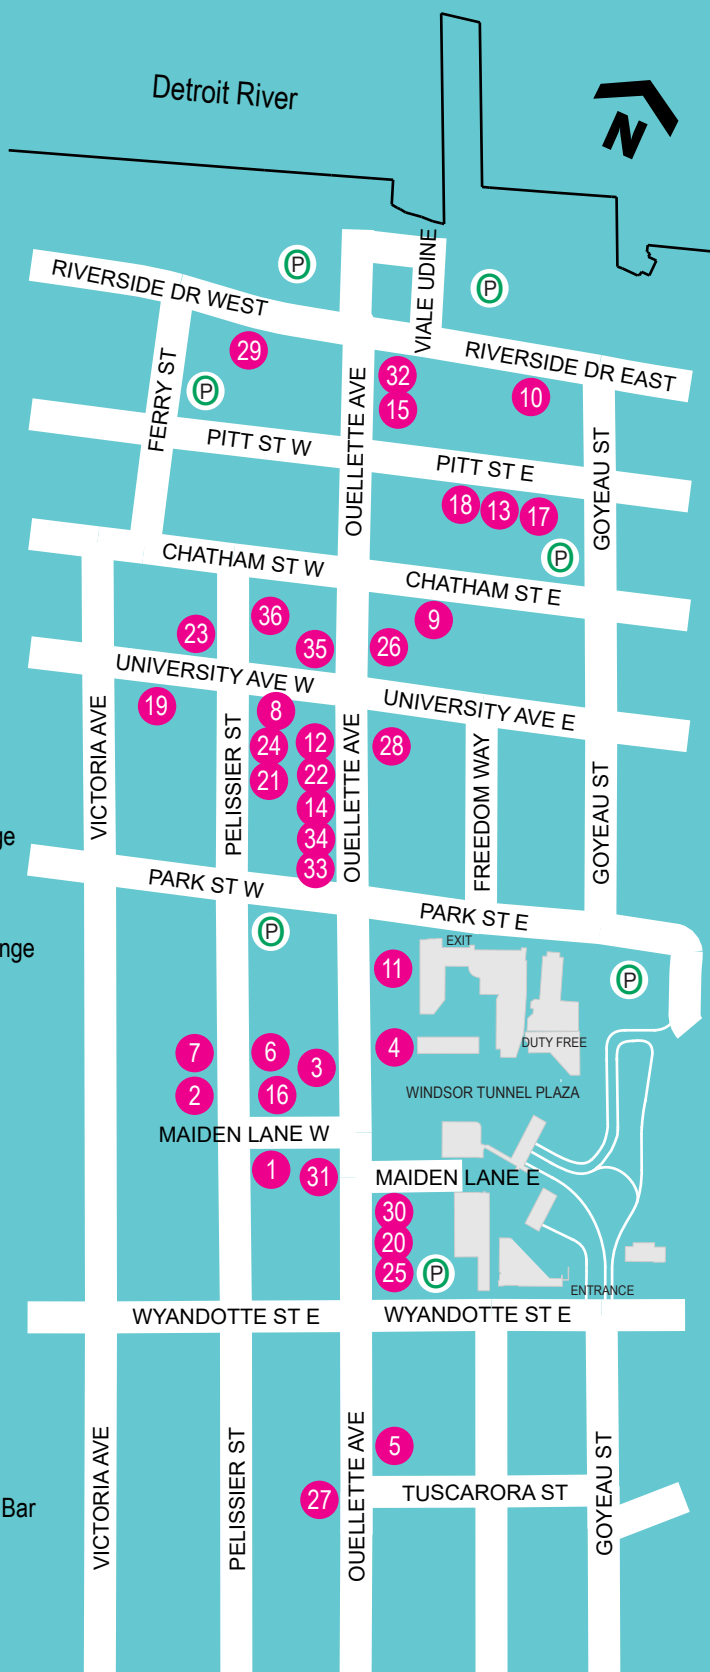 Detroit River
N
VIALE UDINE
P
P
RIVERSIDE DR WEST
RIVERSIDE DR EAST
29
32
P
10
15
FERRY ST
OUELLETTE AVE
PITT ST W
PITT ST E
GOYEAU ST
18
13
17
P
CHATHAM ST W
CHATHAM ST E
36
9
23
35
26
UNIVERSITY AVE W
UNIVERSITY AVE E
19
8
24
12
28
21
22
14
34
33
VICTORIA AVE
PELISSIER ST
OUELLETTE AVE
FREEDOM WAY
GOYEAU ST
ge
PARK ST W
PARK ST E
P
nge
EXIT
11
P
7
6
4
DUTY FREE
3
2
16
WINDSOR TUNNEL PLAZA
MAIDEN LANE W
1
31
MAIDEN LANE E
30
20
25
P
ENTRANCE
WYANDOTTE ST E
WYANDOTTE ST E
5
27
TUSCARORA ST
VICTORIA AVE
PELISSIER ST
OUELLETTE AVE
GOYEAU ST
Bar